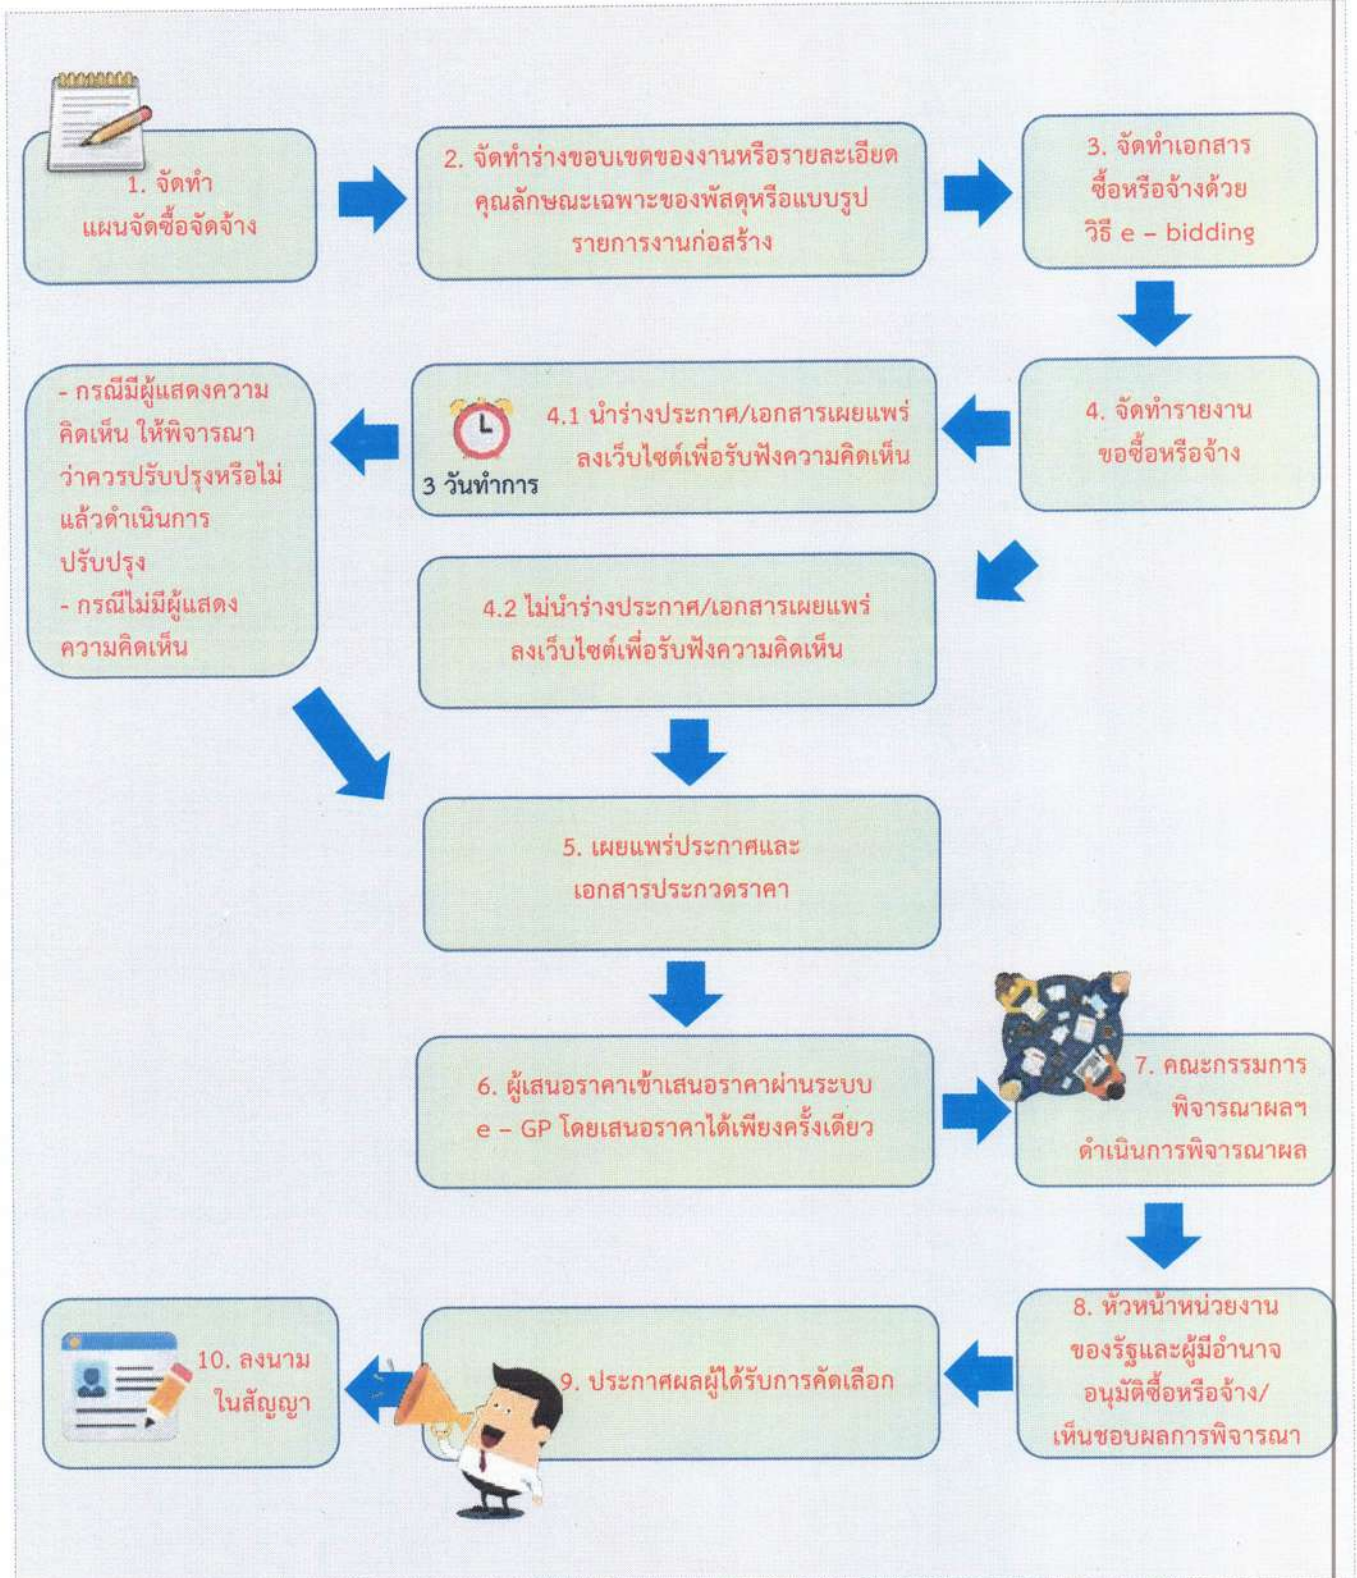 1. จัดทำ
แผนจัดซื้อจัดจ้าง
2. จัดทำร่างขอบเขตของงานหรือรายละเอียด
คุณลักษณะเฉพาะของพัสดุหรือแบบรูป
รายการงานก่อสร้าง
3. จัดทำเอกสาร
ซื้อหรือจ้างด้วย
วิธี e – bidding
4. จัดทำรายงาน
ขอซื้อหรือจ้าง
4.1 นำร่างประกาศ/เอกสารเผยแพร่
ลงเว็บไซต์เพื่อรับฟังความคิดเห็น
3 วันทำการ
- กรณีมีผู้แสดงความ
คิดเห็น ให้พิจารณา
ว่าควรปรับปรุงหรือไม่
แล้วดำเนินการ
ปรับปรุง
- กรณีไม่มีผู้แสดง
ความคิดเห็น
4.2 ไม่นำร่างประกาศ/เอกสารเผยแพร่
ลงเว็บไซต์เพื่อรับฟังความคิดเห็น
5. เผยแพร่ประกาศและ
เอกสารประกวดราคา
6. ผู้เสนอราคาเข้าเสนอราคาผ่านระบบ
e – GP โดยเสนอราคาได้เพียงครั้งเดียว
7. คณะกรรมการ
พิจารณาผลฯ
ดำเนินการพิจารณาผล
8. หัวหน้าหน่วยงาน
ของรัฐและผู้มีอำนาจ
อนุมัติซื้อหรือจ้าง/
เห็นชอบผลการพิจารณา
9. ประกาศผลผู้ได้รับการคัดเลือก
10. ลงนาม
ในสัญญา